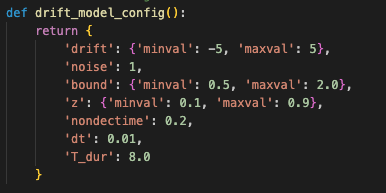 def drift_model_config():
    return {
        'drift': {'minval': -5, 'maxval': 5},
        'noise': 1,
        'bound': {'minval': 0.5, 'maxval': 2.0},
        'z': {'minval': 0.1, 'maxval': 0.9},
        'nondectime': 0.2,
        'dt': 0.01,
        'T_dur': 8.0
    }